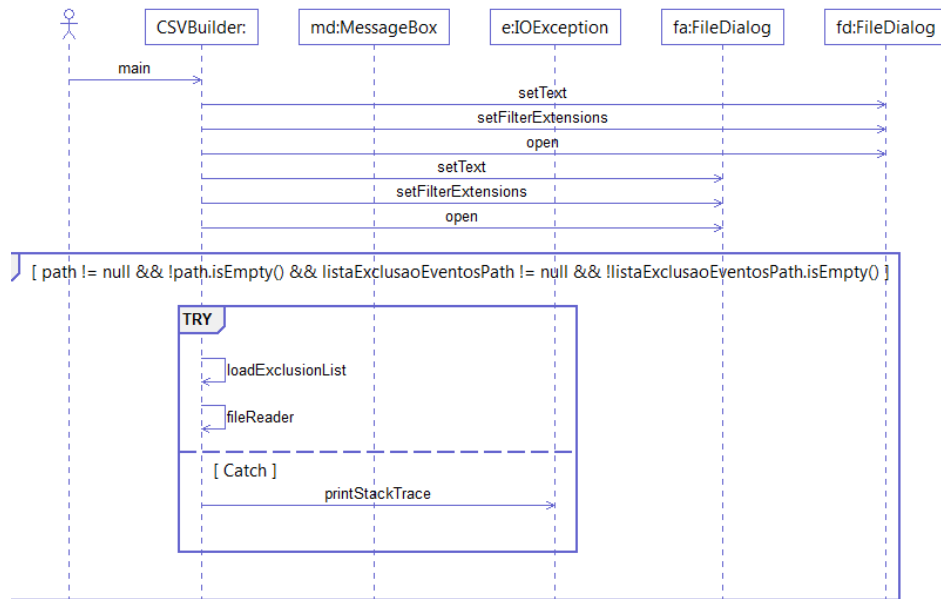 CSVBuilder:
md:MessageBox
e:IOException
fa:FileDialog
fd:FileDialog
main
setText
setFilterExtensions
open
setText
setFilterExtensions
open
[ path != null && !path.isEmpty() && listaExclusaoEventosPath != null && !listaExclusaoEventosPath.isEmpty() ]
TRY
loadExclusionList
fileReader
[ Catch ]
printStackTrace